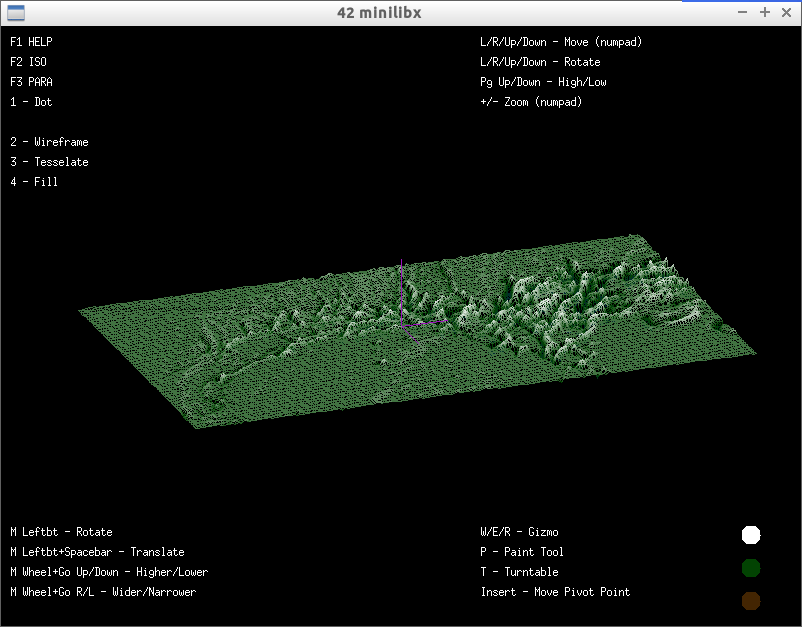 42 minilibx
F1 HELP
F2 ISO
F3 PARA
1 - Dot
2 - Wireframe
3 - Tesselate
4 - Fill
L/R/Up/Down - Move (numpad)
L/R/Up/Down - Rotate
Pg Up/Down - High/Low
+/- Zoom (numpad)
M Leftbt - Rotate
M Leftbt+Spacebar - Translate
M Wheel+Go Up/Down - Higher/Lower
M Wheel+Go R/L - Wider/Narrower
W/E/R - Gizmo
P - Paint Tool
T - Turntable
Insert - Move Pivot Point